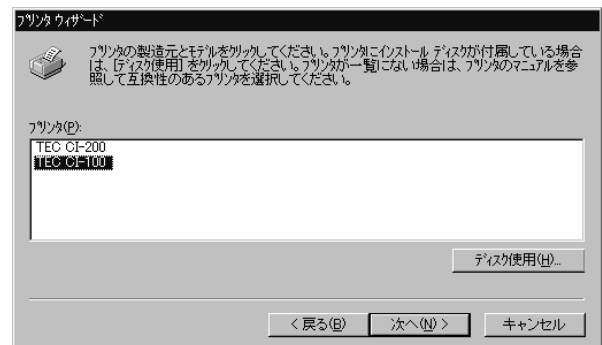 プリンタ ウィザード
プリンタの製造元とモデルをクリックしてください。プリンタにインストール ディスクが付属している場合
は、[ディスク使用] をクリックしてください。プリンタが一覧にない場合は、プリンタのマニュアルを参
照して互換性のあるプリンタを選択してください。
プリンタ(P):
TEC CI-200
TEC CI-100
ディスク使用(H)...
< 戻る(B)
次へ(N) >
キャンセル